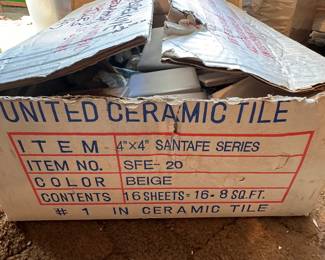 UNITED CERAMIC TILE
ITEM 4"×4" SANTAFE SERIES
ITEM NO. SFE-20
COLOR BEIGE
CONTENTS 16 SHEETS=16.8 SQ.FT.
#1 IN CERAMIC TILE